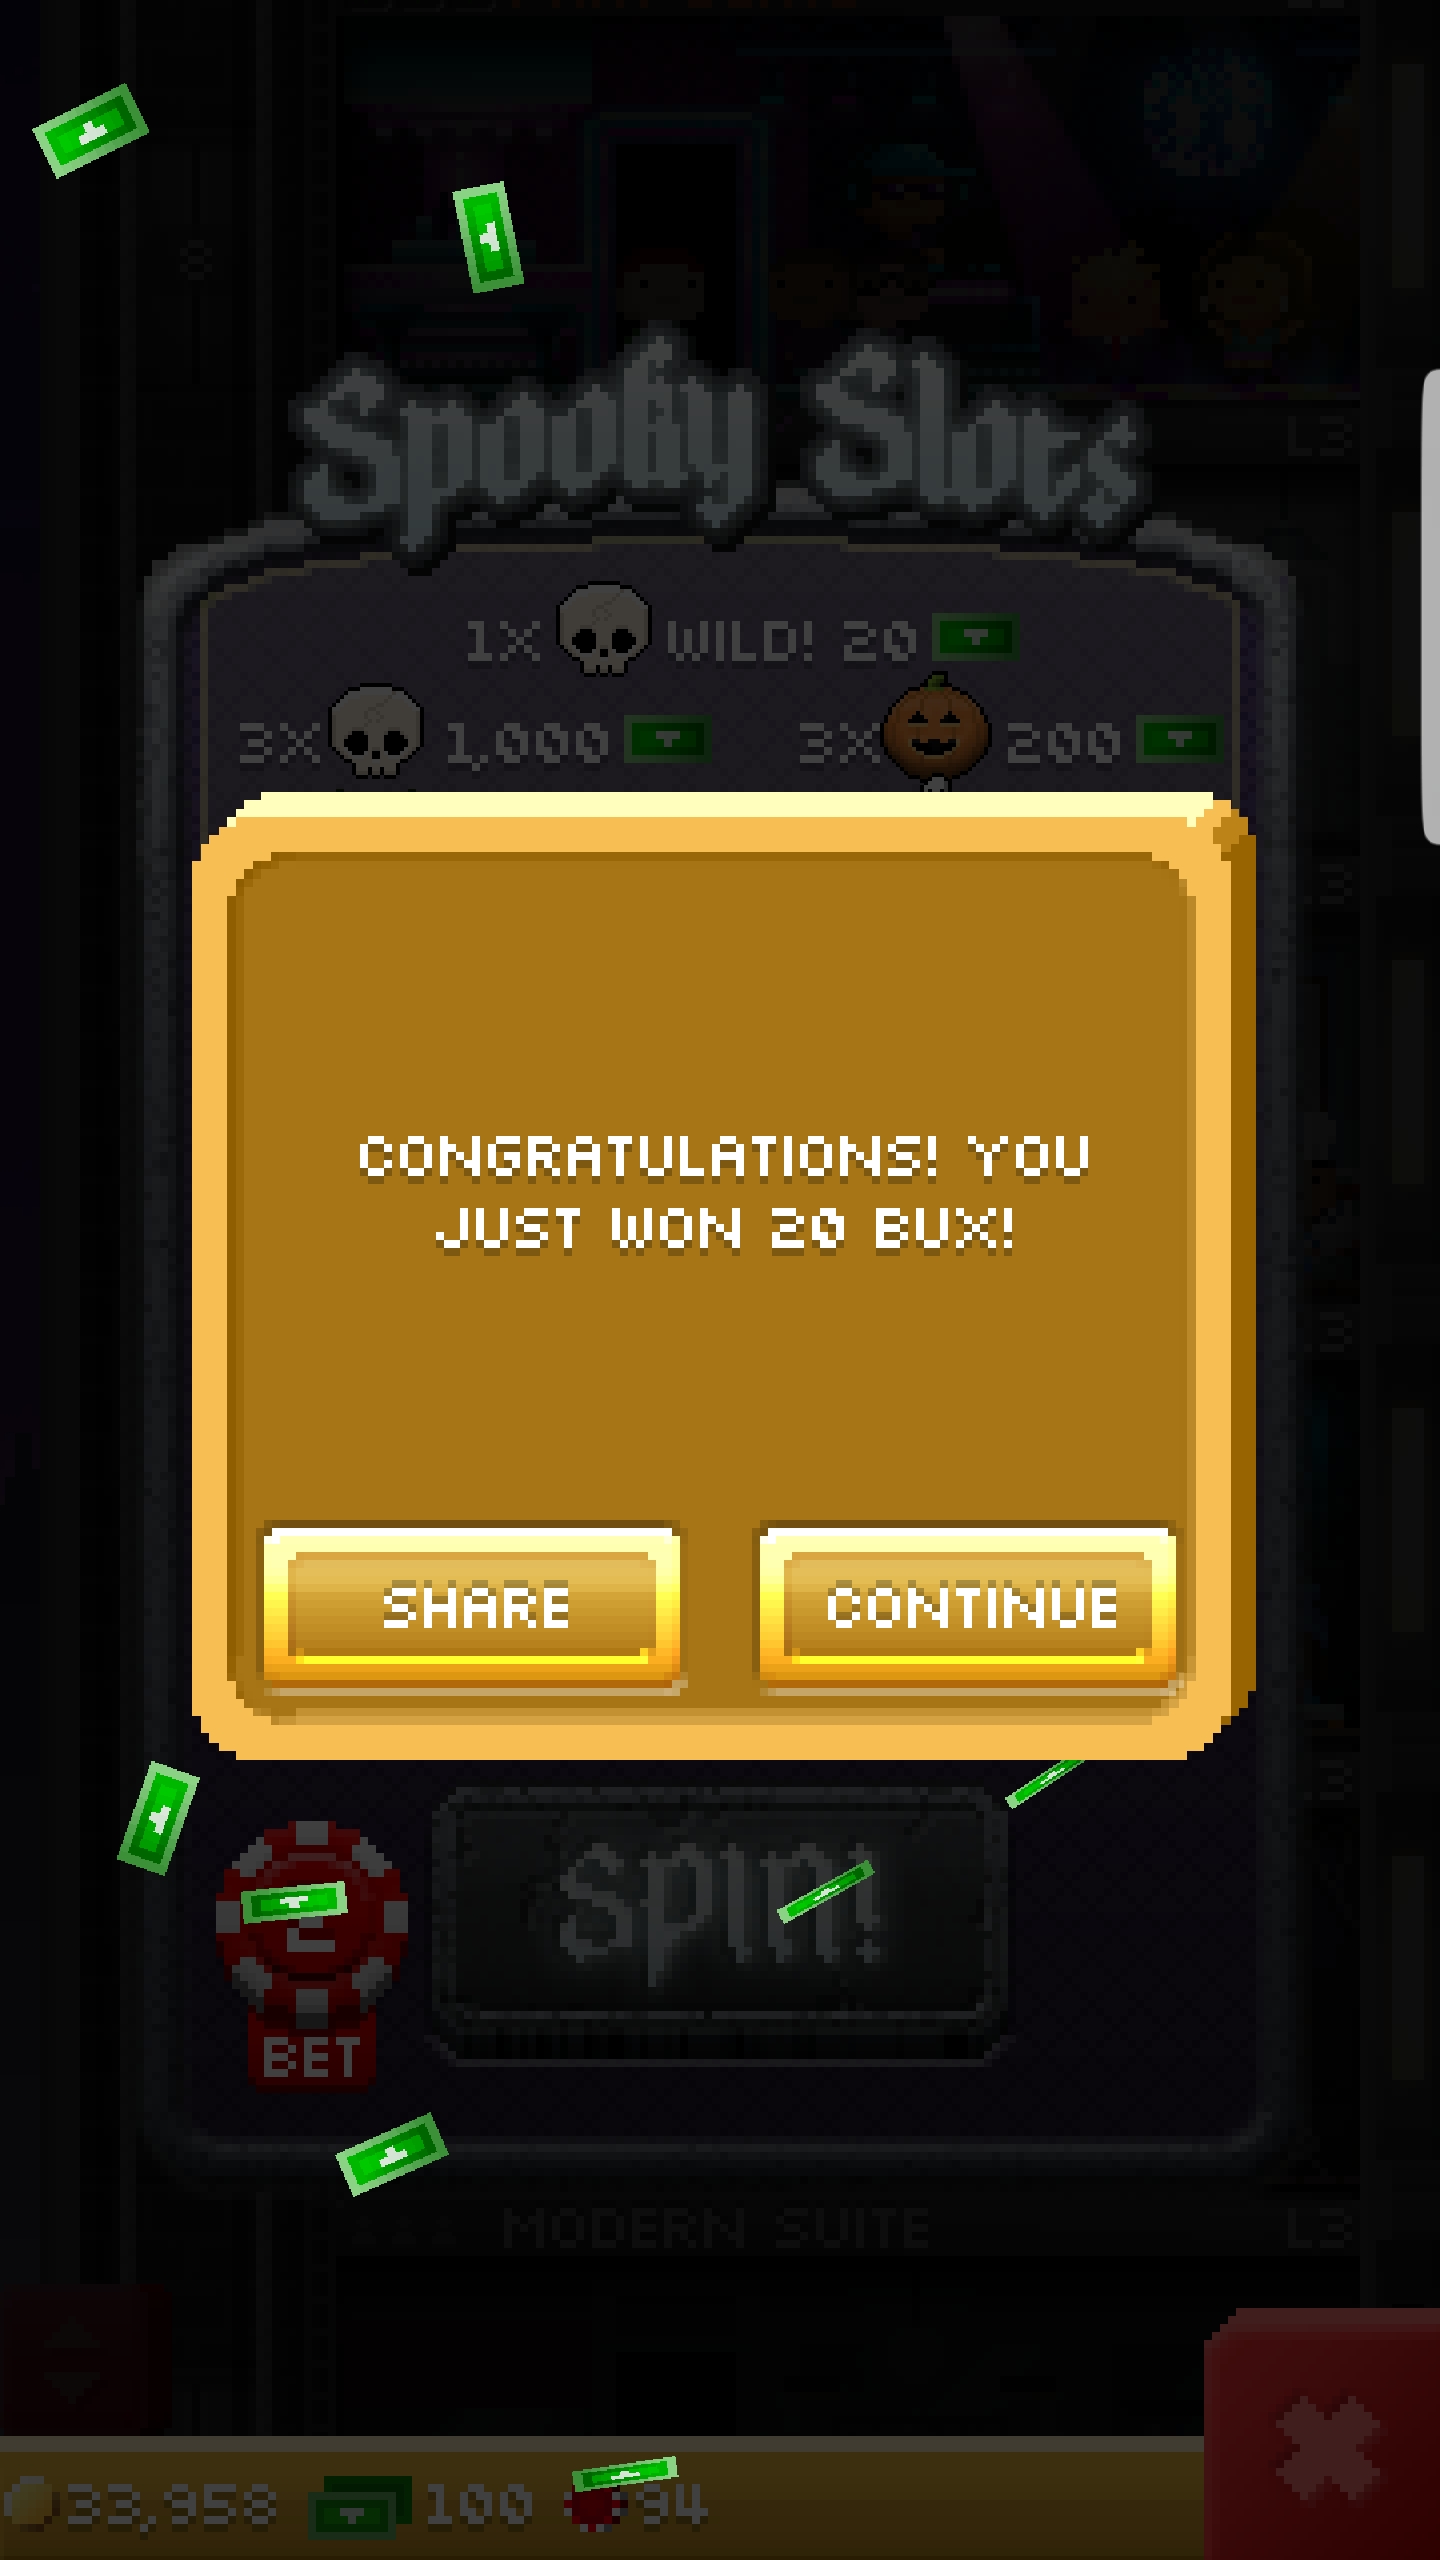 Spooky Slots
1X WILD! 20
3X 1,000 3X 200
CONGRATULATIONS! YOU
JUST WON 20 BUX!
SHARE CONTINUE
Spin!
BET
MODERN SUITE L3
33,958 100 94